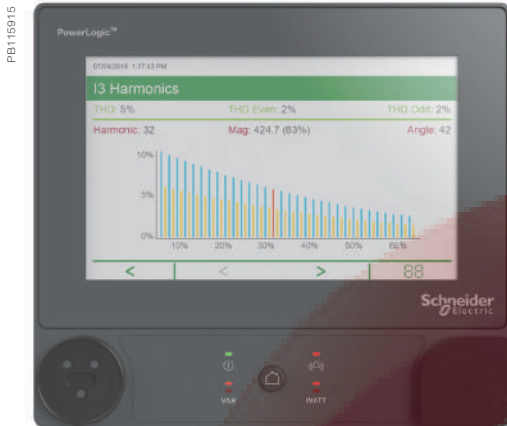 PB115915
PowerLogic™
07/09/2015 1:37:43 PM
I3 Harmonics
THD: 5% THD Even: 2% THD Odd: 2%
Harmonic: 32 Mag: 424.7 (63%) Angle: 42
10%
5%
0%
10% 20% 30% 40% 50% 60%
< < > 88
Schneider
Electric
VAR WATT